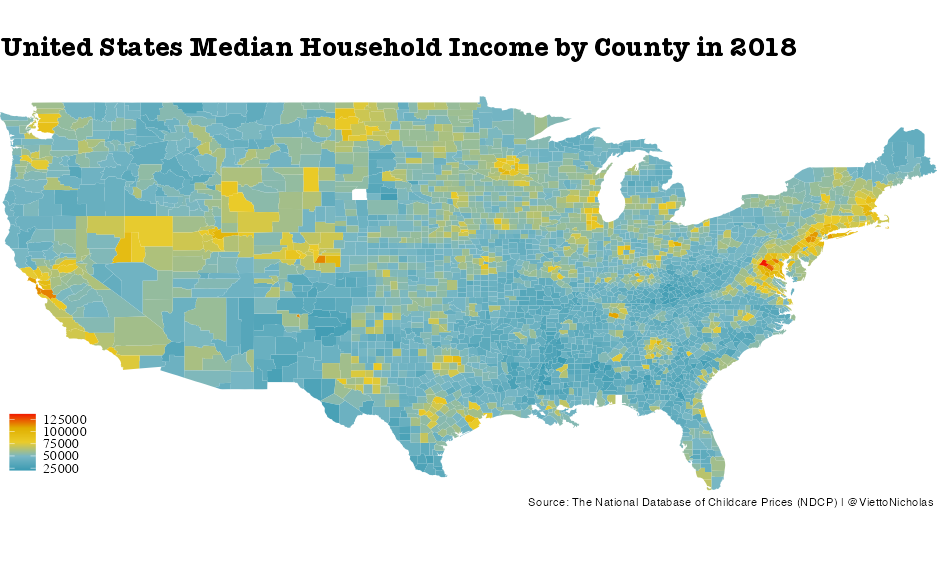 United States Median Household Income by County in 2018
125000
100000
75000
50000
25000
Source: The National Database of Childcare Prices (NDCP) | @ViettoNicholas